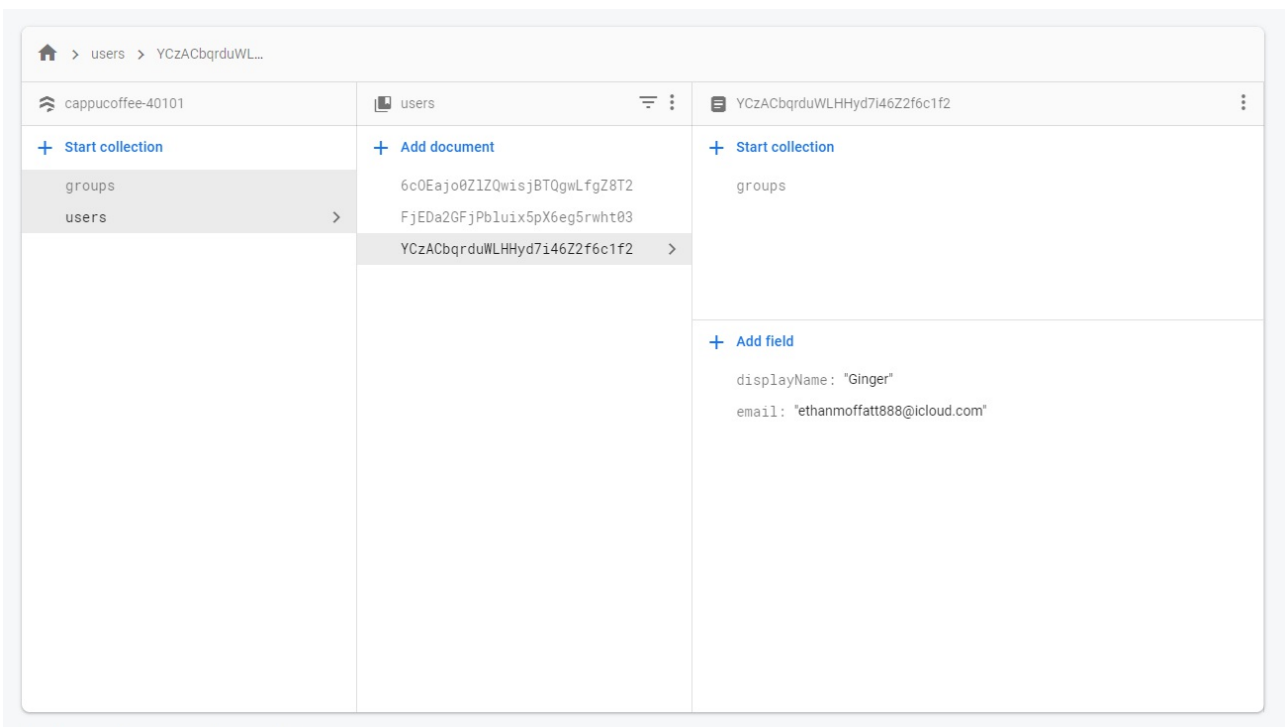 users > YCzACbqrduWL...
cappucoffee-40101
Start collection
groups
users
users
Add document
6cOEajo0ZlZQwisjBTQgwLfgZ8T2
FjEDa2GFjPbluix5pX6eg5rwht03
YCzACbqrduWLHHyd7i46Z2f6c1f2
YCzACbqrduWLHHyd7i46Z2f6c1f2
Start collection
groups
Add field
displayName: "Ginger"
email: "ethanmoffatt888@icloud.com"